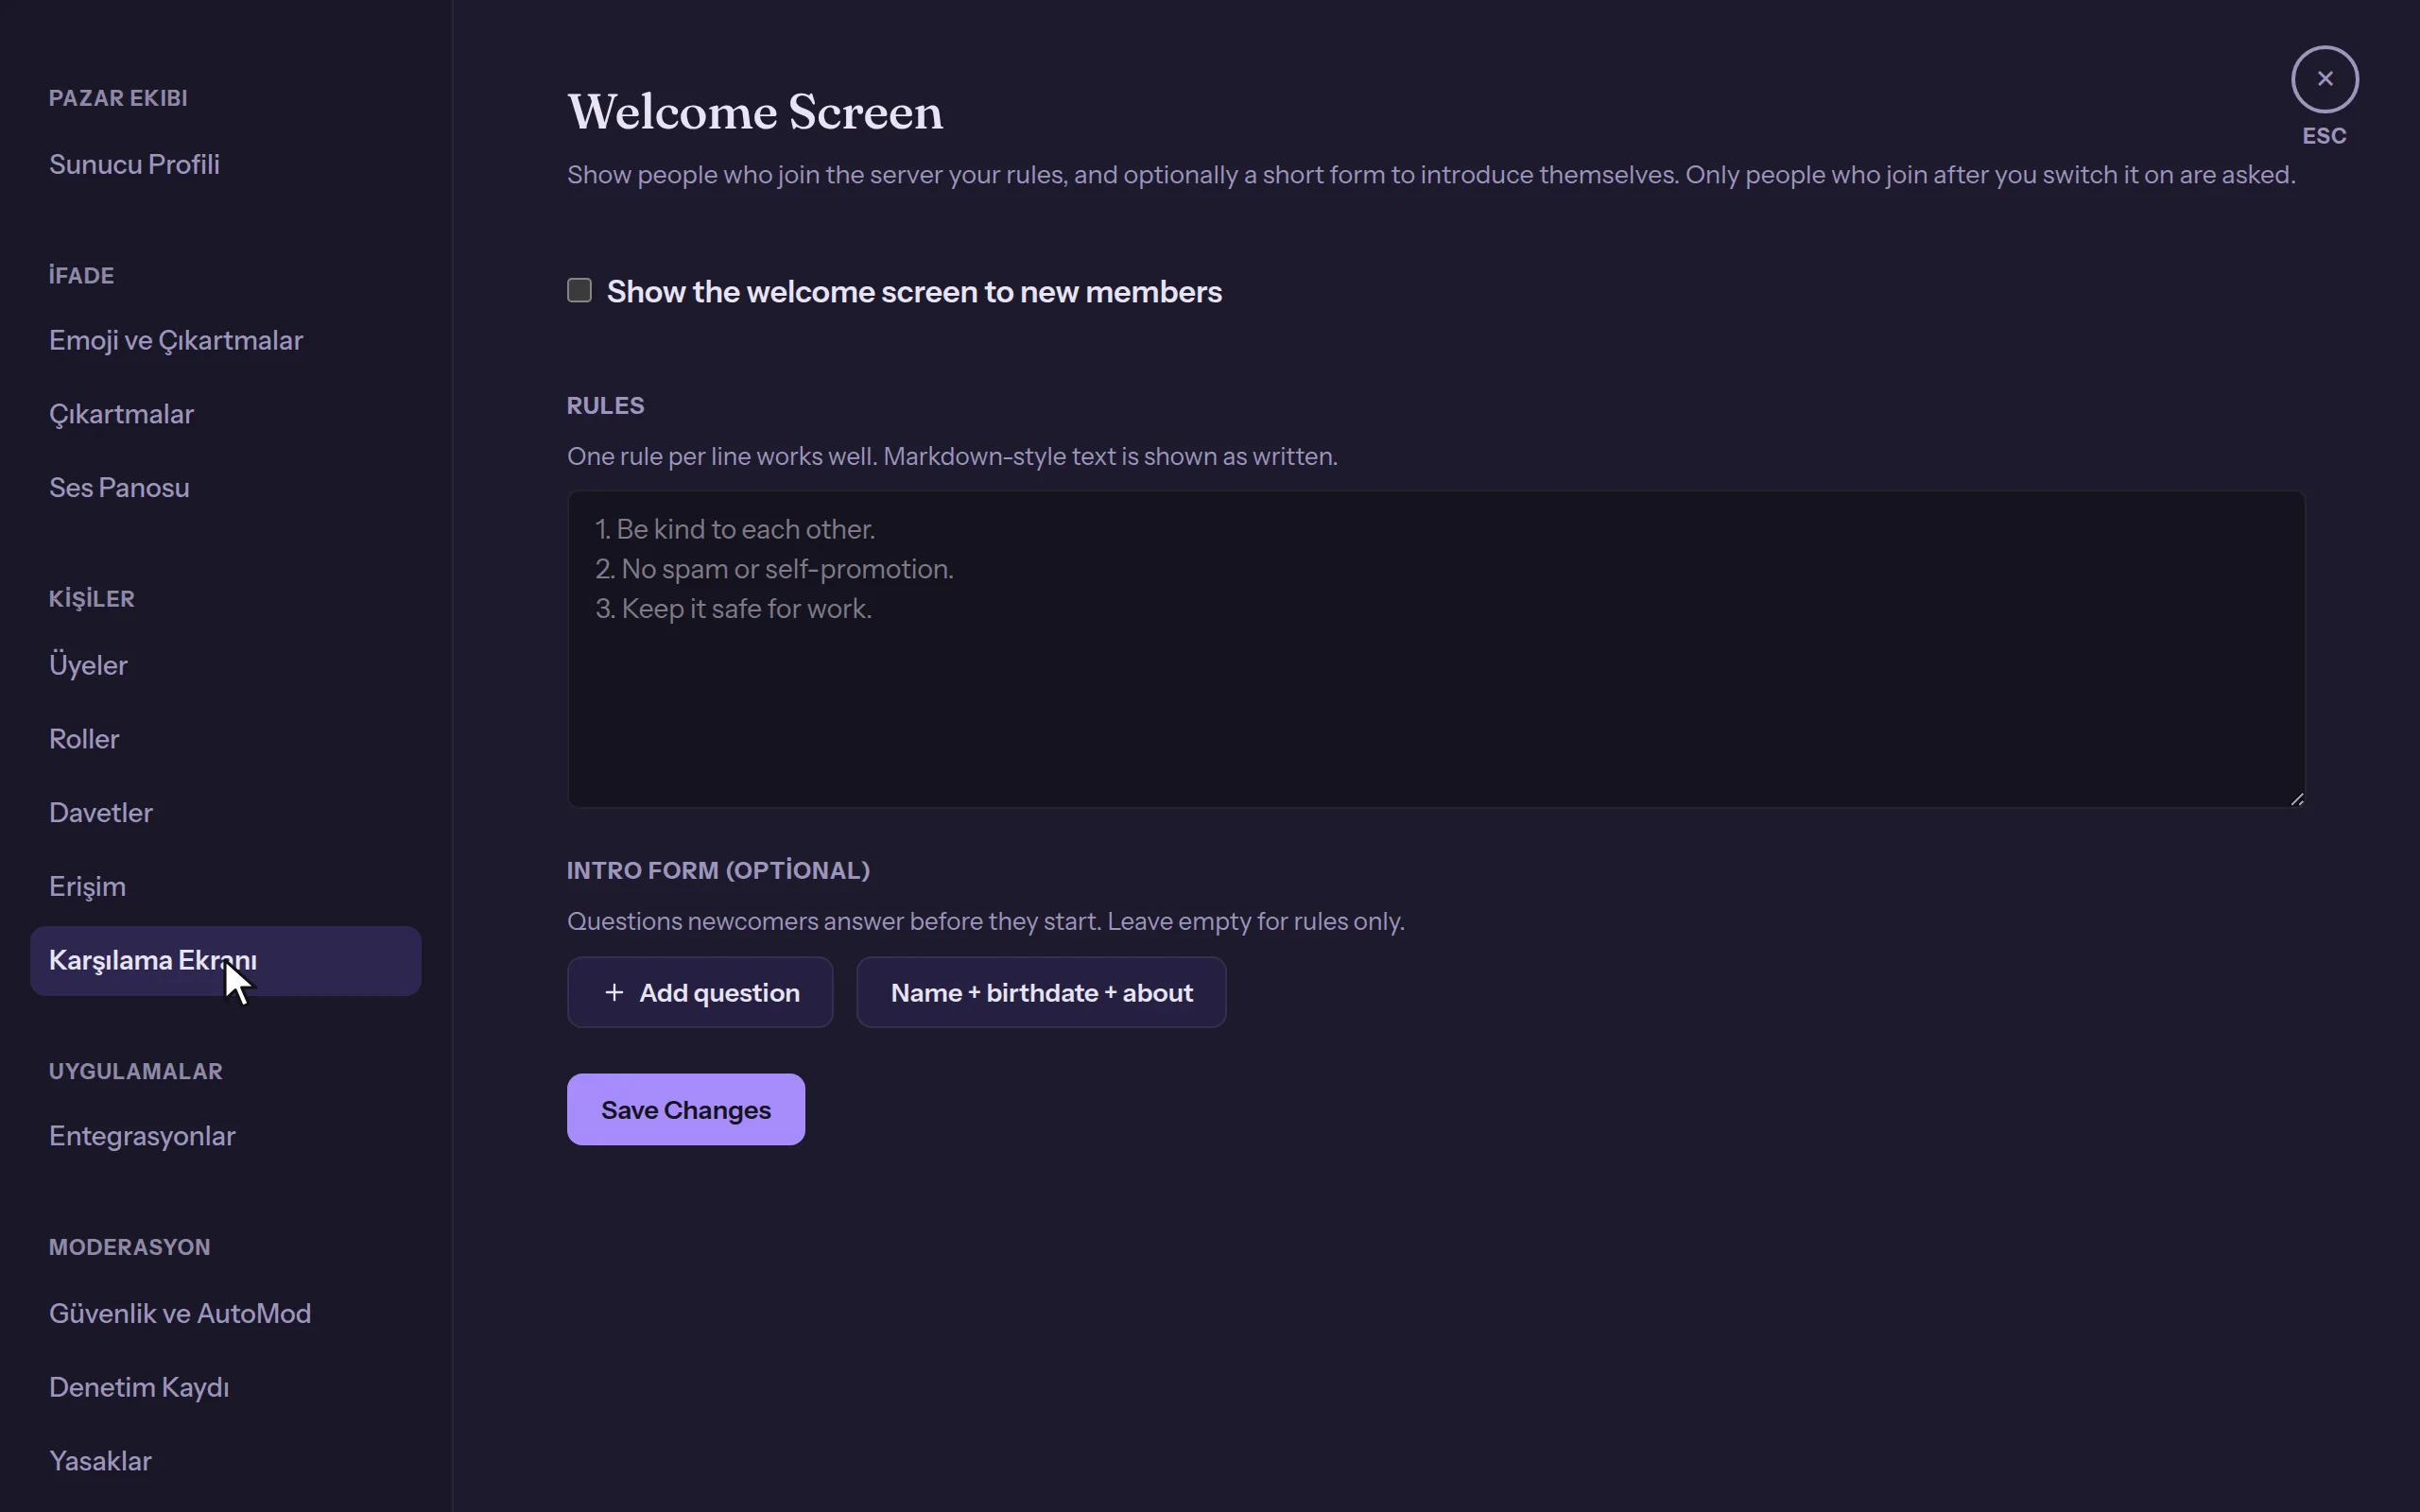 PAZAR EKIBI
Sunucu Profili
İFADE
Emoji ve Çıkartmalar
Çıkartmalar
Ses Panosu
KİŞİLER
Üyeler
Roller
Davetler
Erişim
Karşılama Ekranı
UYGULAMALAR
Entegrasyonlar
MODERASYON
Güvenlik ve AutoMod
Denetim Kaydı
Yasaklar
Welcome Screen
Show people who join the server your rules, and optionally a short form to introduce themselves. Only people who join after you switch it on are asked.
Show the welcome screen to new members
RULES
One rule per line works well. Markdown-style text is shown as written.
1. Be kind to each other.
2. No spam or self-promotion.
3. Keep it safe for work.
INTRO FORM (OPTİONAL)
Questions newcomers answer before they start. Leave empty for rules only.
+ Add question
Name + birthdate + about
Save Changes
ESC